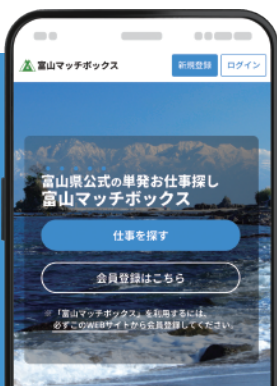 富山マッチボックス
新規登録
ログイン
富山県公式の単発お仕事探し
富山マッチボックス
仕事を探す
会員登録はこちら
※「富山マッチボックス」を利用するには、
必ずこのWEBサイトから会員登録してください。